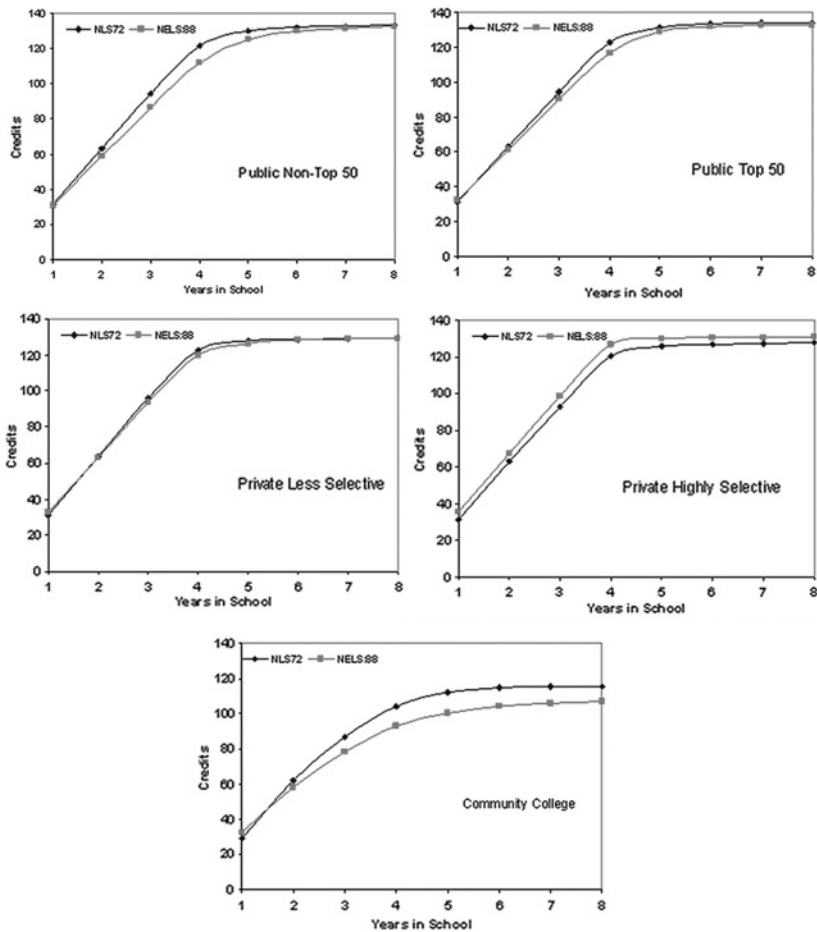 140
120
100
80
60
40
20
0
Credits
NLS72 NELS:88
Public Non-Top 50
1 2 3 4 5 6 7 8
Years in School
140
120
100
80
60
40
20
0
Credits
NLS72 NELS:88
Public Top 50
1 2 3 4 5 6 7 8
Years in School
140
120
100
80
60
40
20
0
Credits
NLS72 NELS:88
Private Less Selective
1 2 3 4 5 6 7 8
Years in School
140
120
100
80
60
40
20
0
Credits
NLS72 NELS:88
Private Highly Selective
1 2 3 4 5 6 7 8
Years in School
140
120
100
80
60
40
20
0
Credits
NLS72 NELS:88
Community College
1 2 3 4 5 6 7 8
Years in School